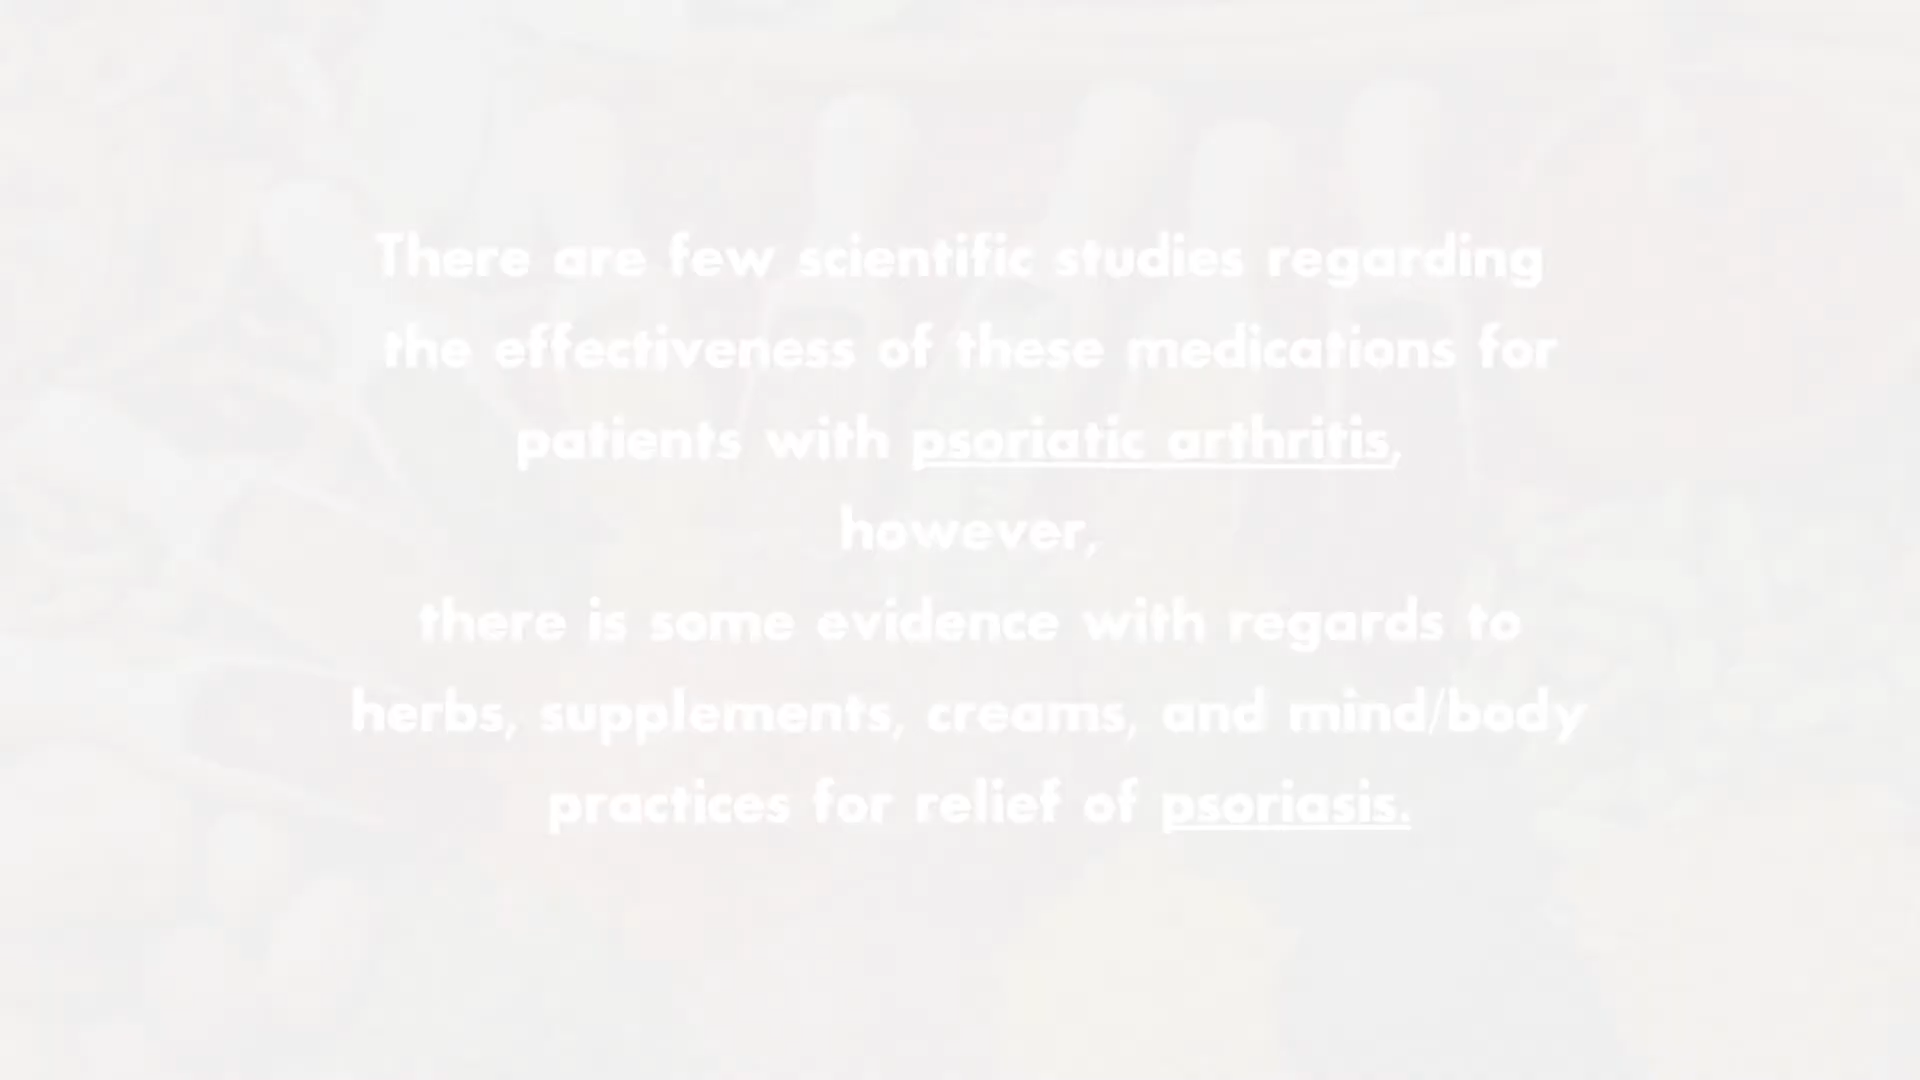 There are few scientific studies regarding
the effectiveness of these medications for
patients with psoriatic arthritis,
however,
there is some evidence with regards to
herbs, supplements, creams, and mind/body
practices for relief of psoriasis.